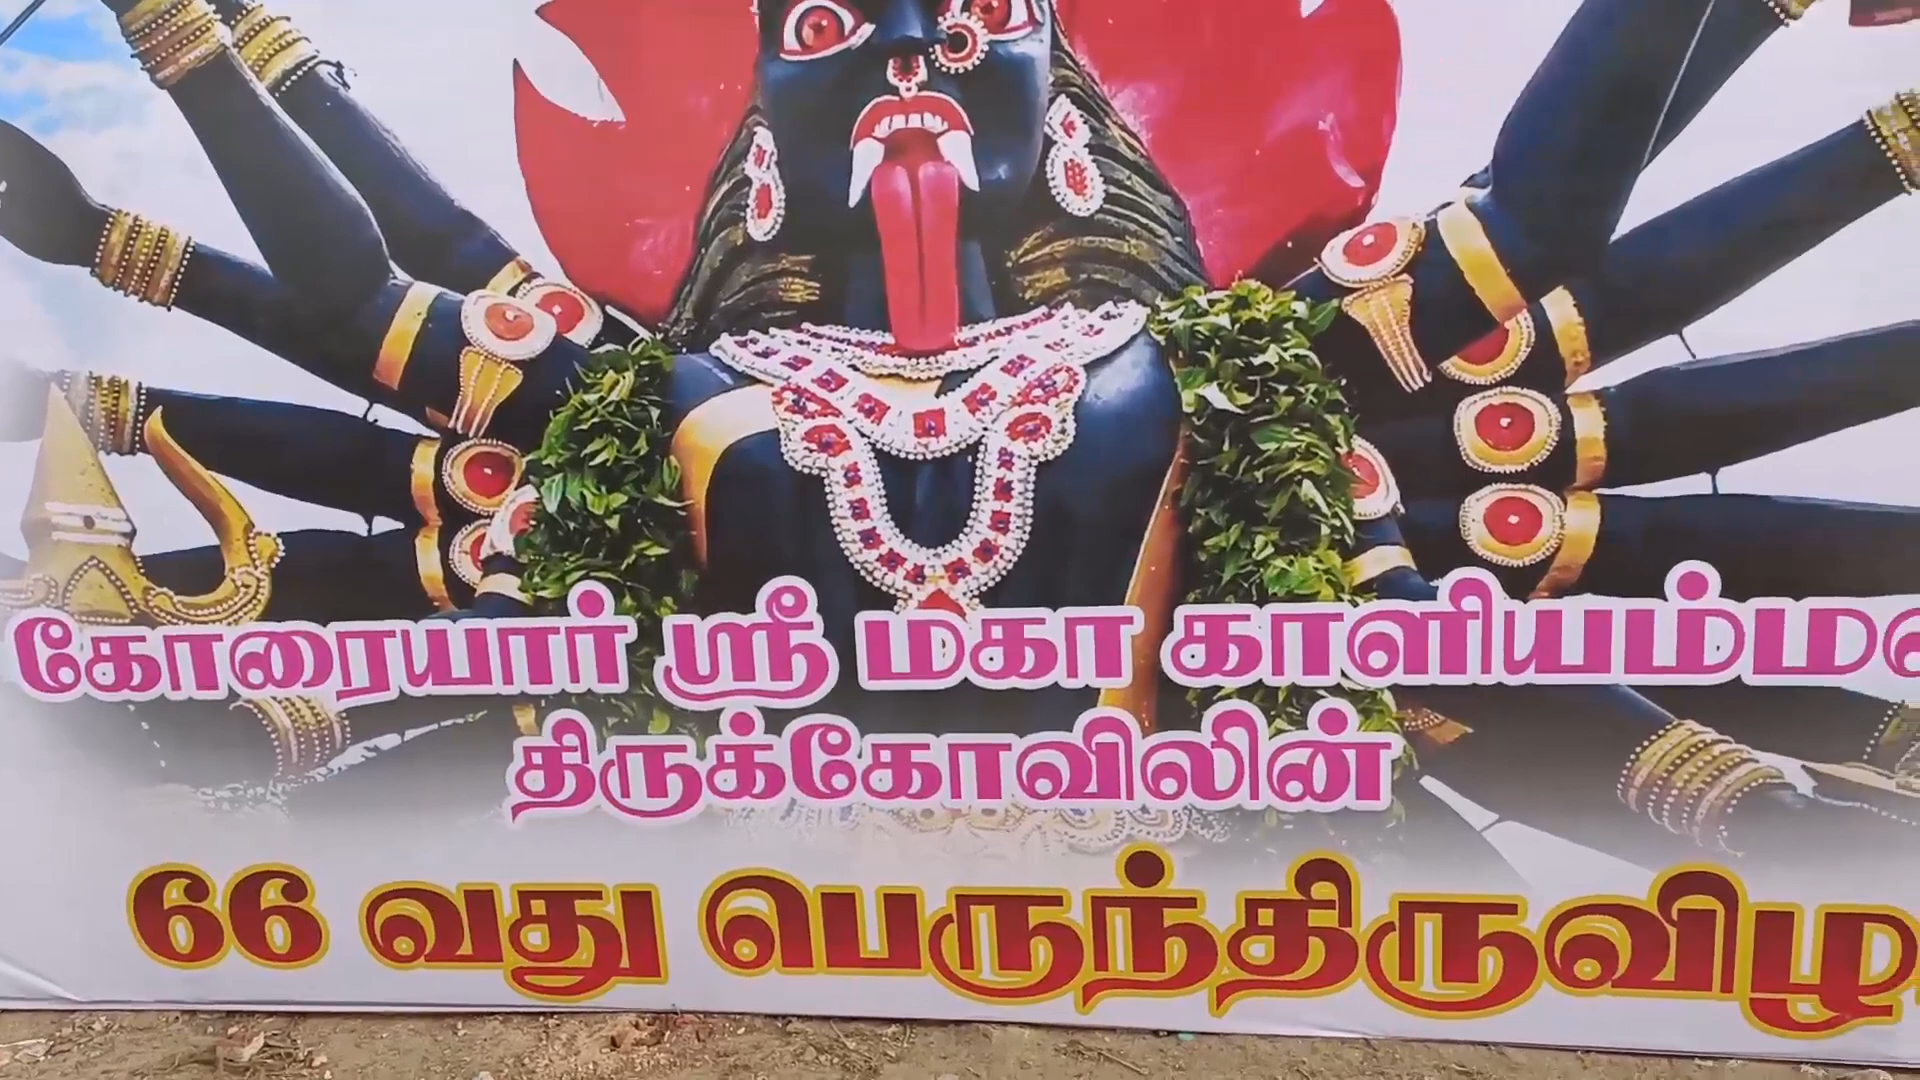 கோரையார் ஸ்ரீ மகா காளியம்ம
திருக்கோவிலின்
66 வது பெருந்திருவிழ